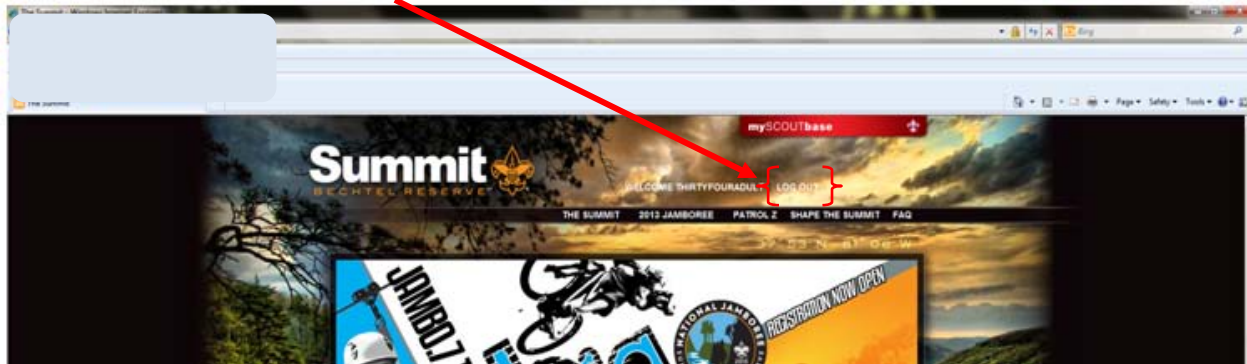 The Summit - Windows Internet Explorer
Bing
The Summit
Page Safety Tools
mySCOUTbase
Summit
BECHTEL RESERVE
WELCOME THIRTYFOURADULT LOG OUT
THE SUMMIT 2013 JAMBOREE PATROL Z SHAPE THE SUMMIT FAQ
JAMBO.7
NATIONAL JAMBOREE
REGISTRATION NOW OPEN